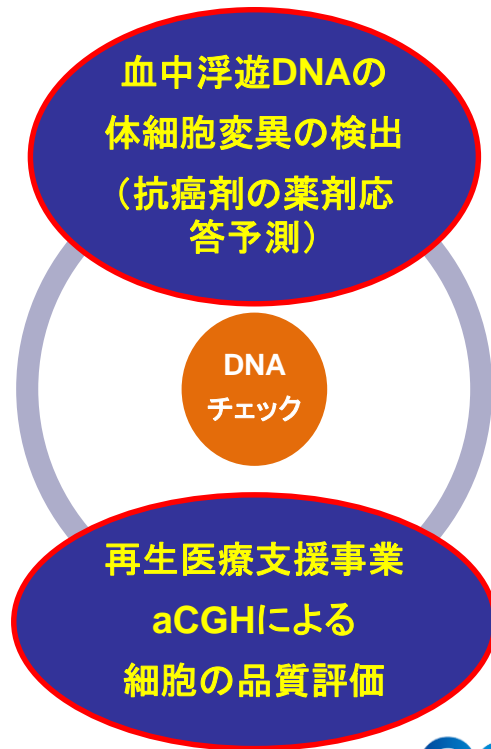 血中浮遊DNAの
体細胞変異の検出
（抗癌剤の薬剤応
答予測）
DNA
チェック
再生医療支援事業
aCGHによる
細胞の品質評価